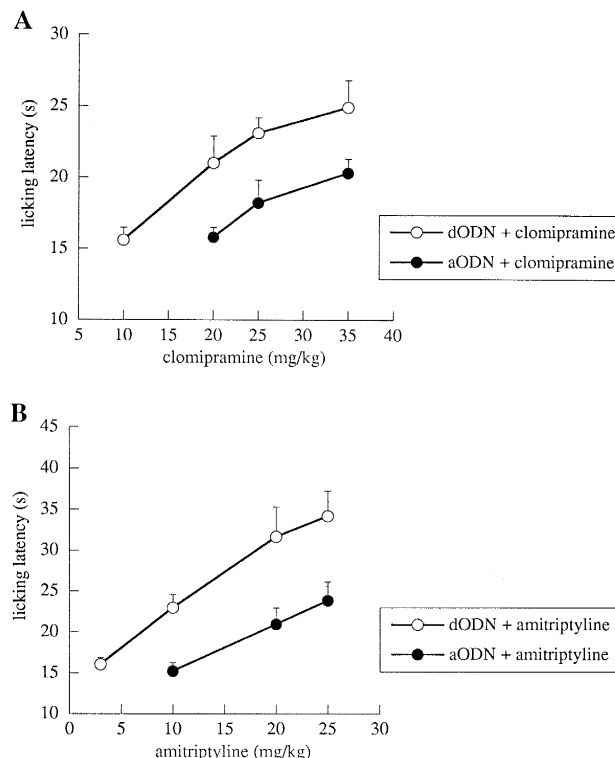 A
30
25
20
15
10
licking latency (s)
5 10 15 20 25 30 35 40
clomipramine (mg/kg)
dODN + clomipramine
aODN + clomipramine
B
45
40
35
30
25
20
15
10
licking latency (s)
0 5 10 15 20 25 30
amitriptyline (mg/kg)
dODN + amitriptyline
aODN + amitriptyline